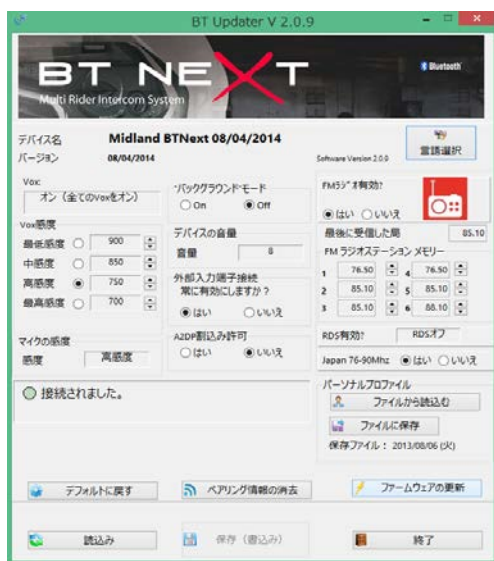 BT Updater V 2.0.9
BT NEXT
Multi Rider Intercom System
Bluetooth
デバイス名 Midland BTNext 08/04/2014
バージョン 08/04/2014
Software Version 2.0.9
言語選択
Vox:
オン（全てのVoxをオン）
Vox感度
最低感度 900
中感度 850
高感度 750
最高感度 700
マイクの感度
感度 高感度
バックグラウンドモード
On Off
デバイスの音量
音量 8
外部入力端子接続
常に有効にしますか？
はい いいえ
A2DP割込み許可
はい いいえ
FMラジオ有効?
はい いいえ
最後に受信した局 85.10
FM ラジオステーション メモリー
1 76.50 4 76.50
2 85.10 5 85.10
3 85.10 6 88.10
RDS有効? RDSオフ
Japan 76-90Mhz はい いいえ
接続されました。
パーソナルプロファイル
ファイルから読込む
ファイルに保存
保存ファイル： 2013/08/06 (火)
デフォルトに戻す
ペアリング情報の消去
ファームウェアの更新
読込み
保存（書込み）
終了